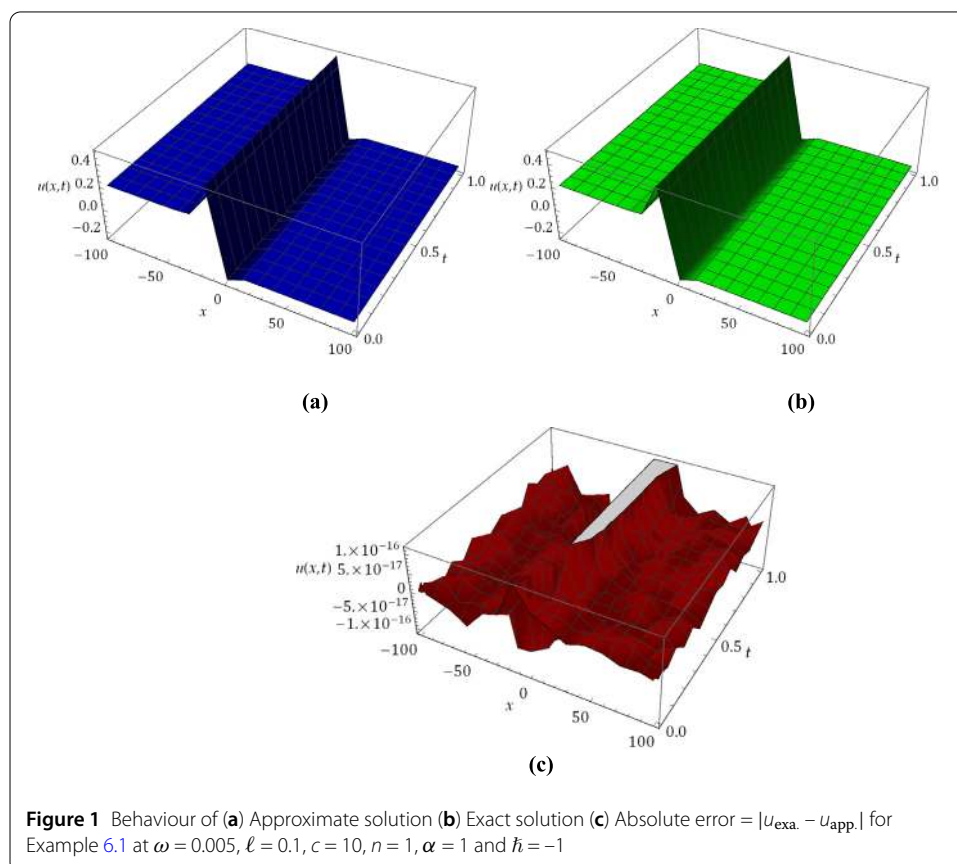 0.4
0.2
u(x,t)
0.0
−0.2
−100
−50
0
x
50
100
0.0
0.5
t
1.0
(a)
0.4
0.2
u(x,t)
0.0
−0.2
−100
−50
0
x
50
100
0.0
0.5
t
1.0
(b)
1.×10⁻¹⁶
u(x,t) 5.×10⁻¹⁷
0
−5.×10⁻¹⁷
−1.×10⁻¹⁶
−100
−50
0
x
50
100
0.0
0.5
t
1.0
(c)
Figure 1 Behaviour of (a) Approximate solution (b) Exact solution (c) Absolute error = |u_exa. − u_app.| for
Example 6.1 at ω = 0.005, ℓ = 0.1, c = 10, n = 1, α = 1 and ℏ = −1